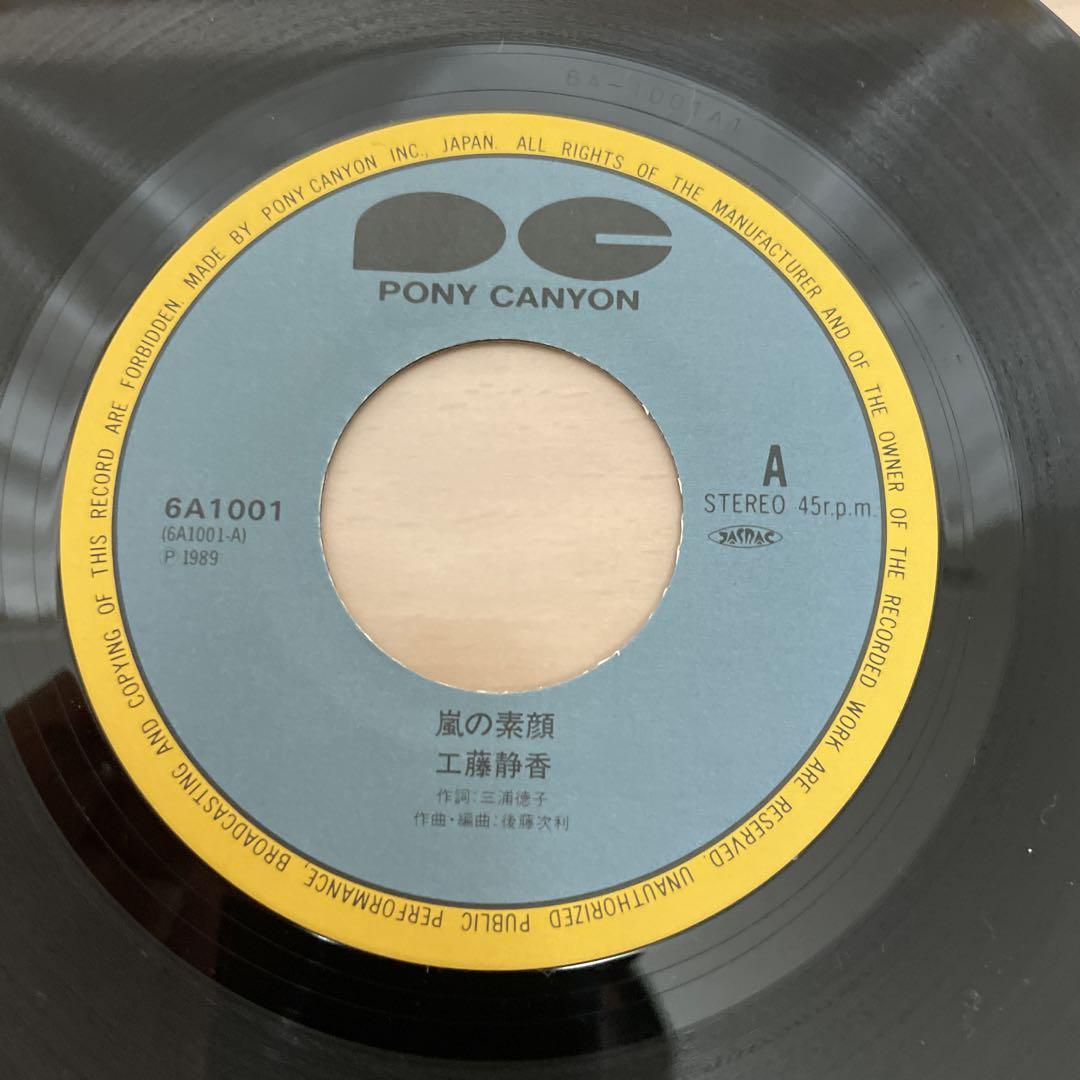 6A-1001A1
MADE BY PONY CANYON INC., JAPAN. ALL RIGHTS OF THE MANUFACTURER AND OF THE OWNER OF THE RECORDED WORK ARE RESERVED. UNAUTHORIZED PUBLIC PERFORMANCE, BROADCASTING AND COPYING OF THIS RECORD ARE FORBIDDEN.
PC
PONY CANYON
A
STEREO 45r.p.m.
JASRAC
6A1001
(6A1001-A)
Ⓟ 1989
嵐の素顔
工藤静香
作詞:三浦徳子
作曲・編曲:後藤次利